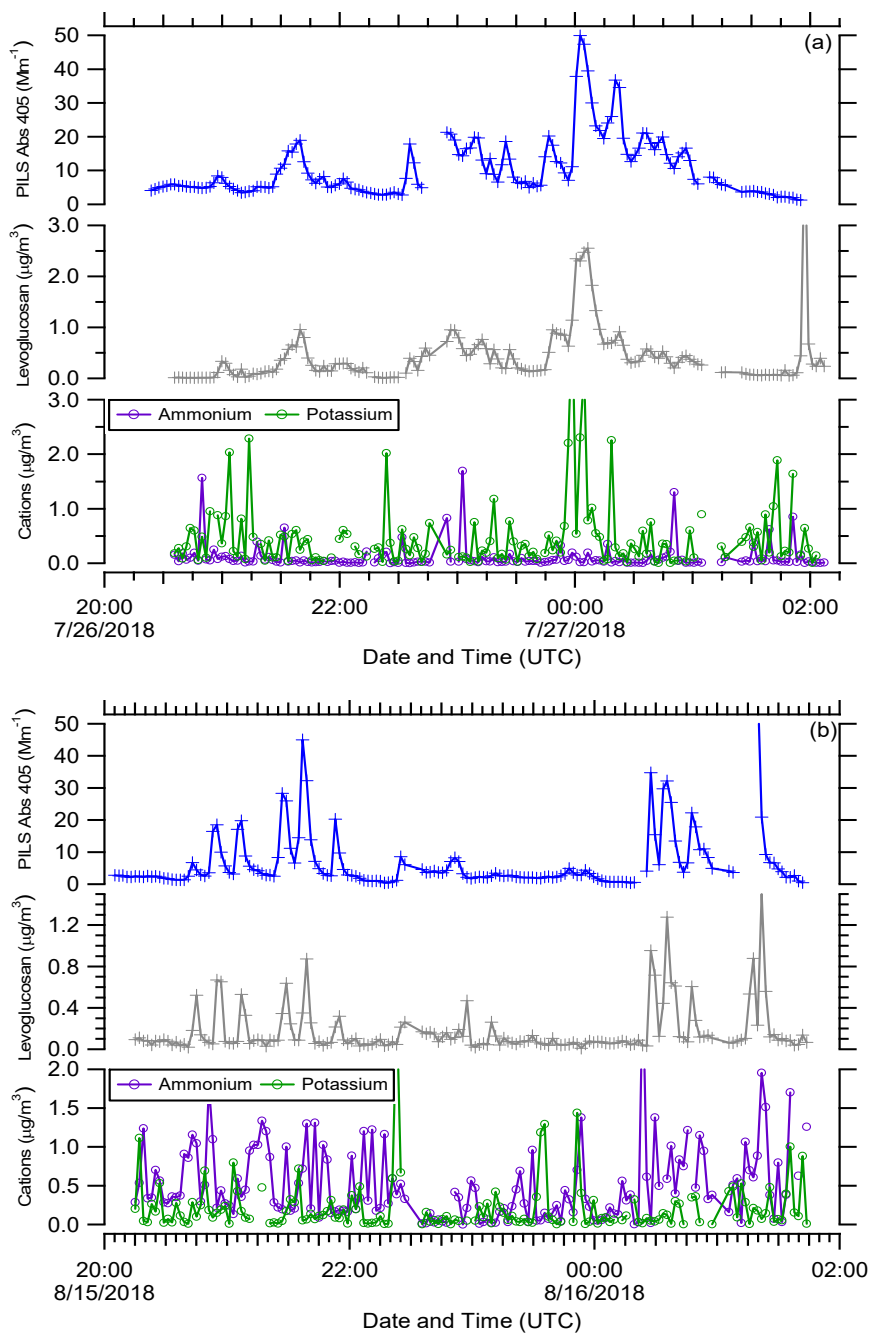 (a)
PILS Abs 405 (Mm-1)
50
40
30
20
10
0
Levoglucosan (µg/m3)
3.0
2.0
1.0
0.0
Cations (µg/m3)
3.0
2.0
1.0
0.0
Ammonium Potassium
20:00 22:00 00:00 02:00
7/26/2018 7/27/2018
Date and Time (UTC)
(b)
PILS Abs 405 (Mm-1)
50
40
30
20
10
0
Levoglucosan (µg/m3)
1.2
0.8
0.4
0.0
Cations (µg/m3)
2.0
1.5
1.0
0.5
0.0
Ammonium Potassium
20:00 22:00 00:00 02:00
8/15/2018 8/16/2018
Date and Time (UTC)